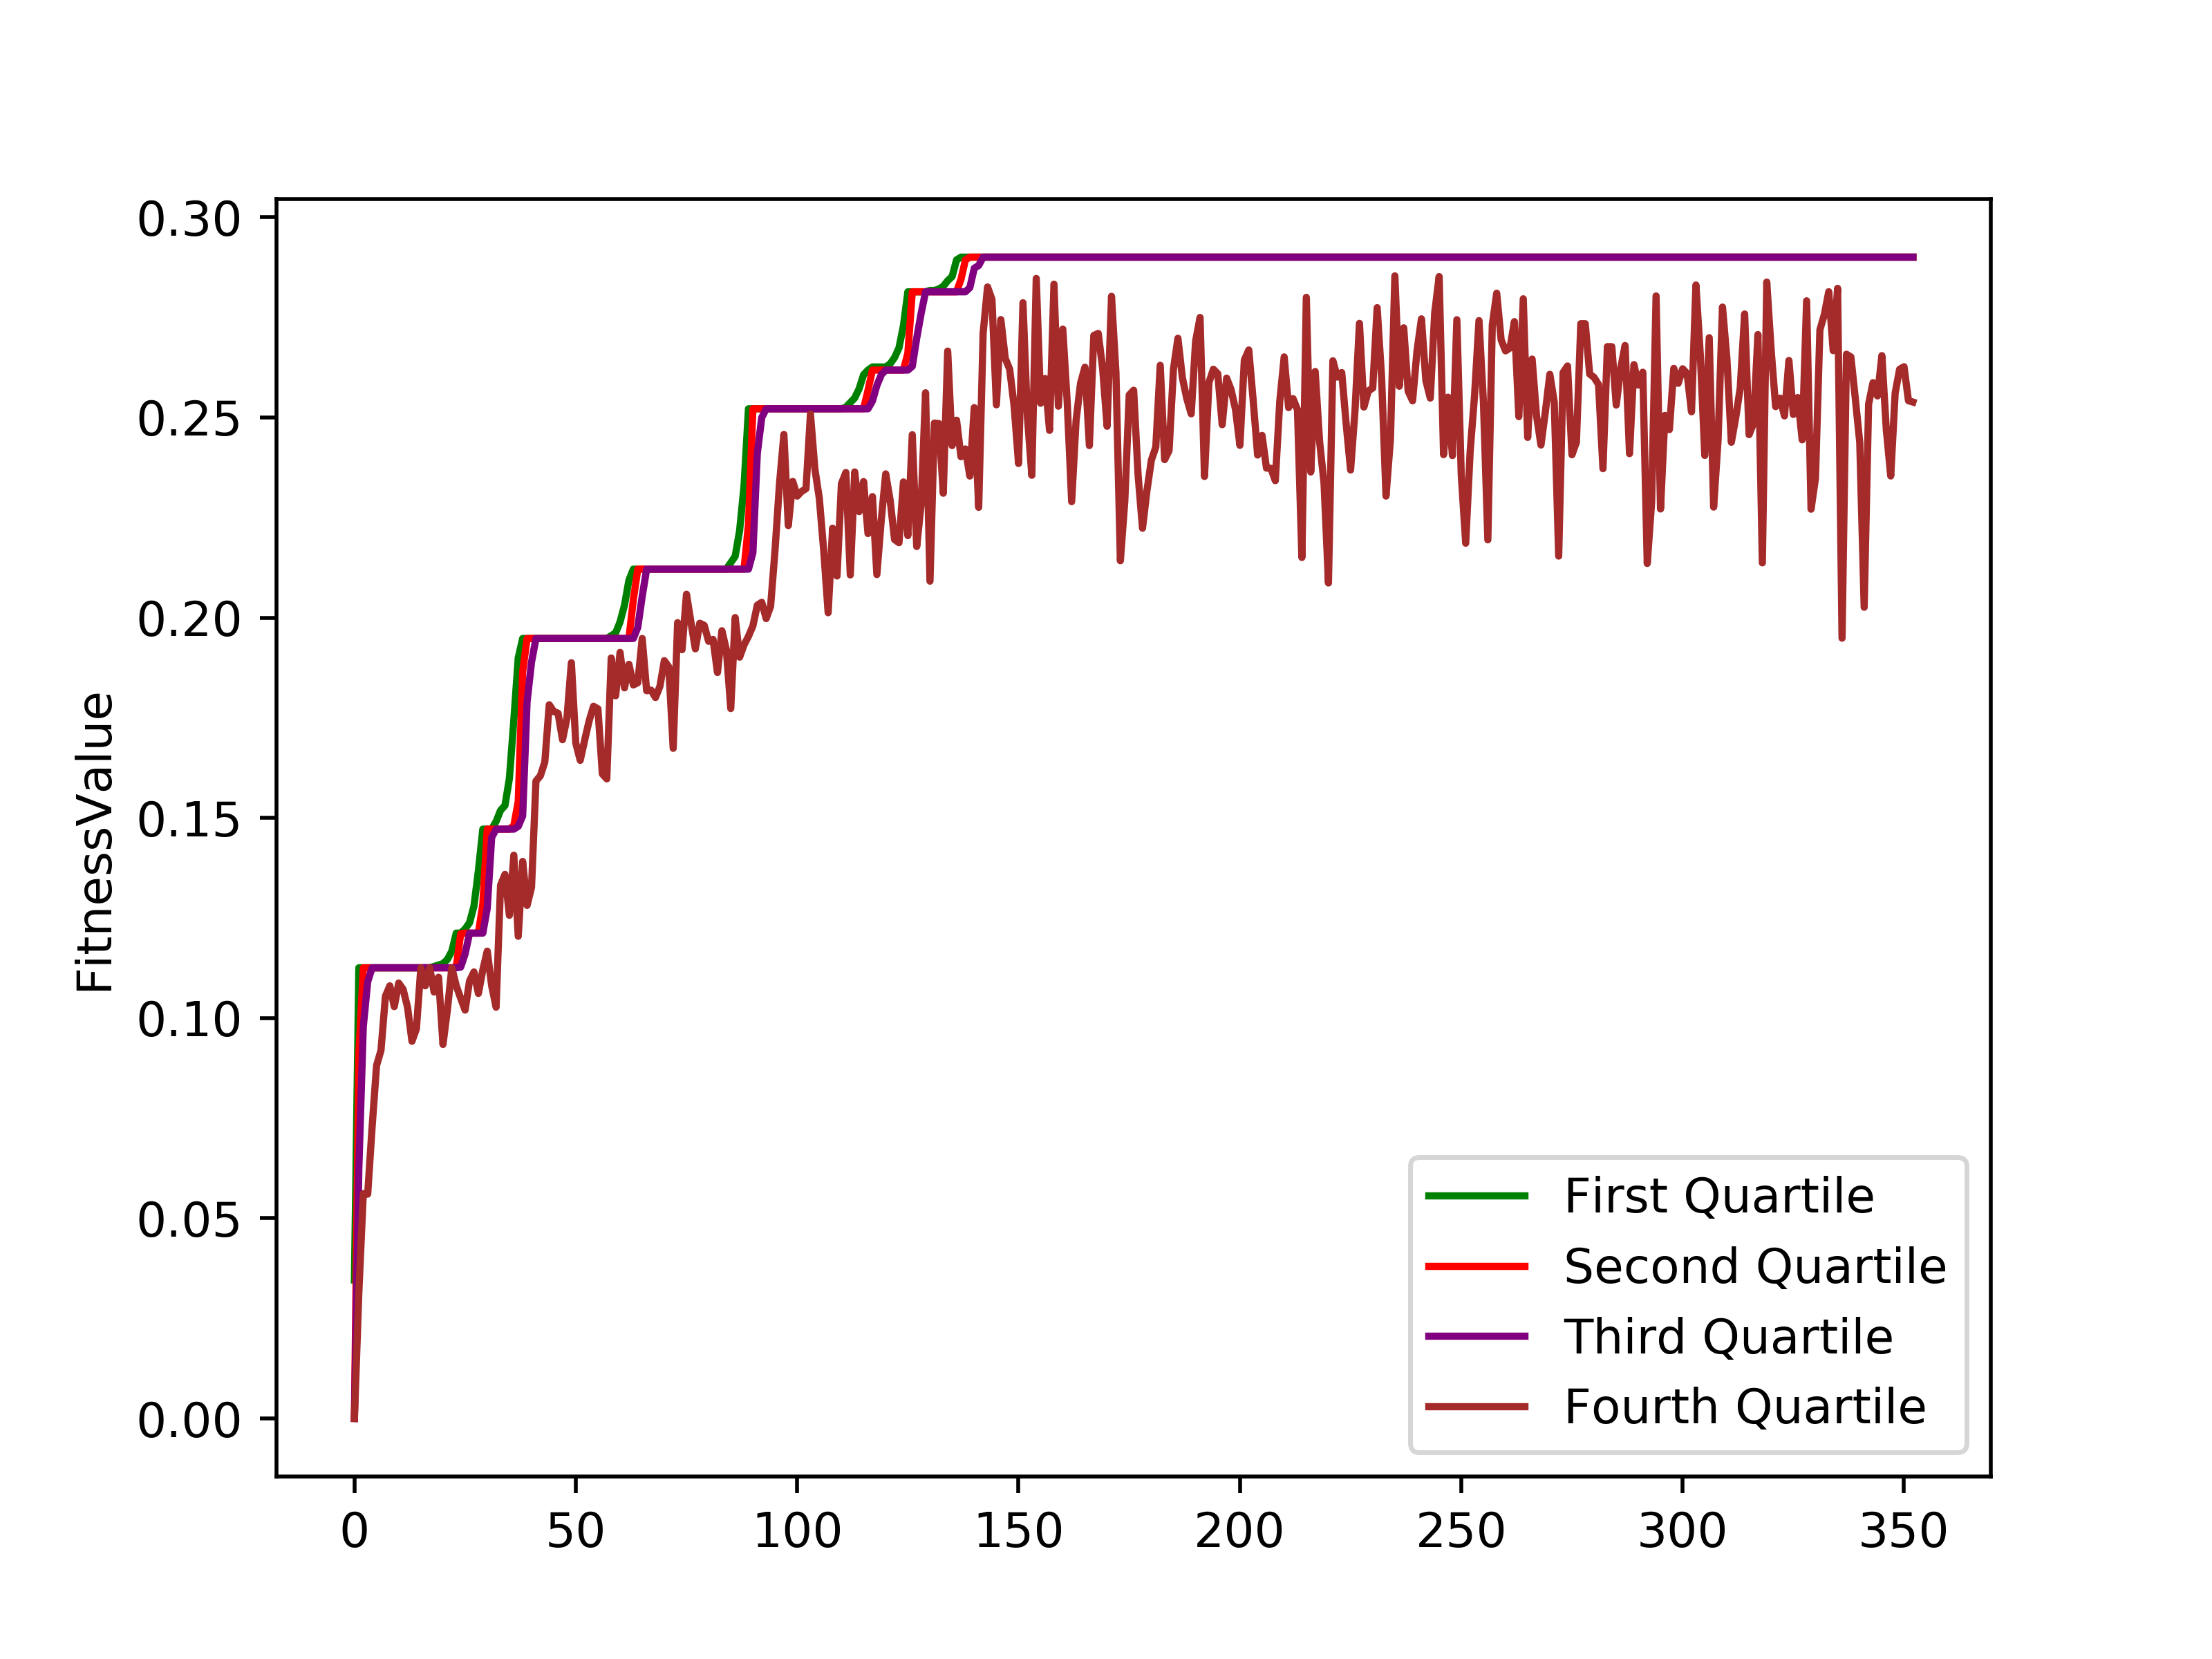 0.30
0.25
0.20
0.15
0.10
0.05
0.00
FitnessValue
0 50 100 150 200 250 300 350
First Quartile
Second Quartile
Third Quartile
Fourth Quartile